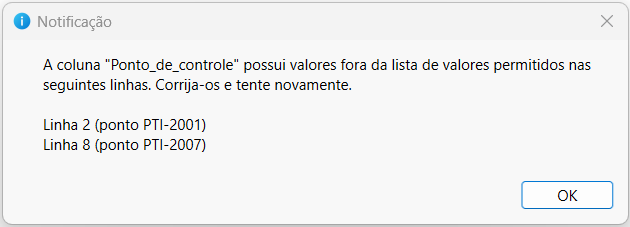 Notificação
A coluna "Ponto_de_controle" possui valores fora da lista de valores permitidos nas
seguintes linhas. Corrija-os e tente novamente.
Linha 2 (ponto PTI-2001)
Linha 8 (ponto PTI-2007)
OK